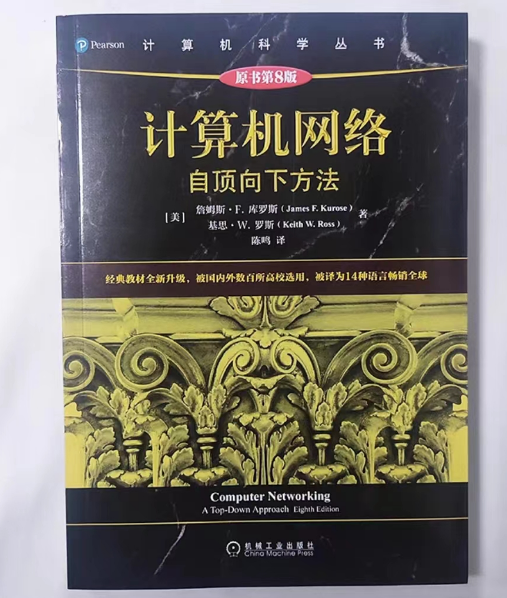 Pearson 计算机科学丛书
原书第8版
计算机网络
自顶向下方法
[美] 詹姆斯·F. 库罗斯(James F. Kurose)
基思·W. 罗斯(Keith W. Ross) 著
陈鸣 译
经典教材全新升级,被国内外数百所高校选用,被译为14种语言畅销全球
Computer Networking
A Top-Down Approach Eighth Edition
机械工业出版社
China Machine Press